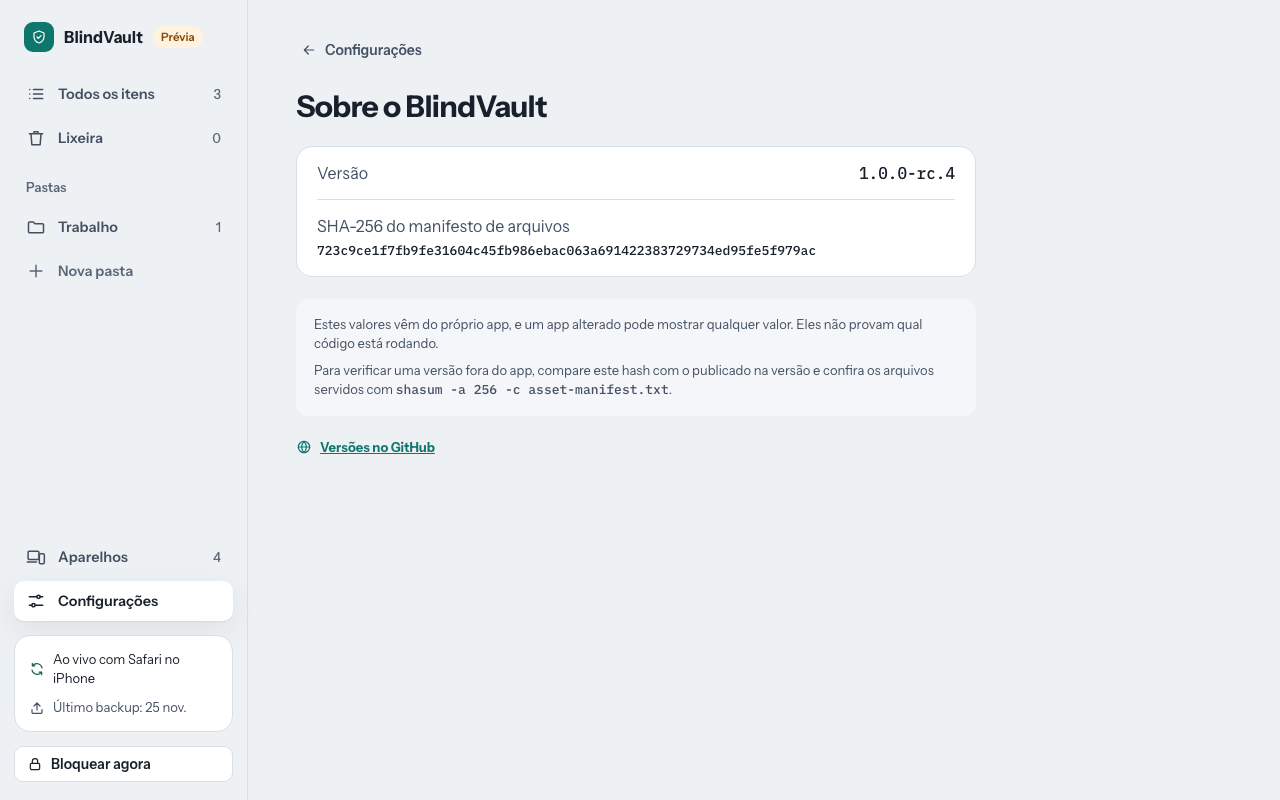 BlindVault
Prévia
Todos os itens 3
Lixeira 0
Pastas
Trabalho 1
Nova pasta
Aparelhos 4
Configurações
Ao vivo com Safari no
iPhone
Último backup: 25 nov.
Bloquear agora
Configurações
Sobre o BlindVault
Versão 1.0.0-rc.4
SHA-256 do manifesto de arquivos
723c9ce1f7fb9fe31604c45fb986ebac063a691422383729734ed95fe5f979ac
Estes valores vêm do próprio app, e um app alterado pode mostrar qualquer valor. Eles não provam qual
código está rodando.
Para verificar uma versão fora do app, compare este hash com o publicado na versão e confira os arquivos
servidos com shasum -a 256 -c asset-manifest.txt.
Versões no GitHub